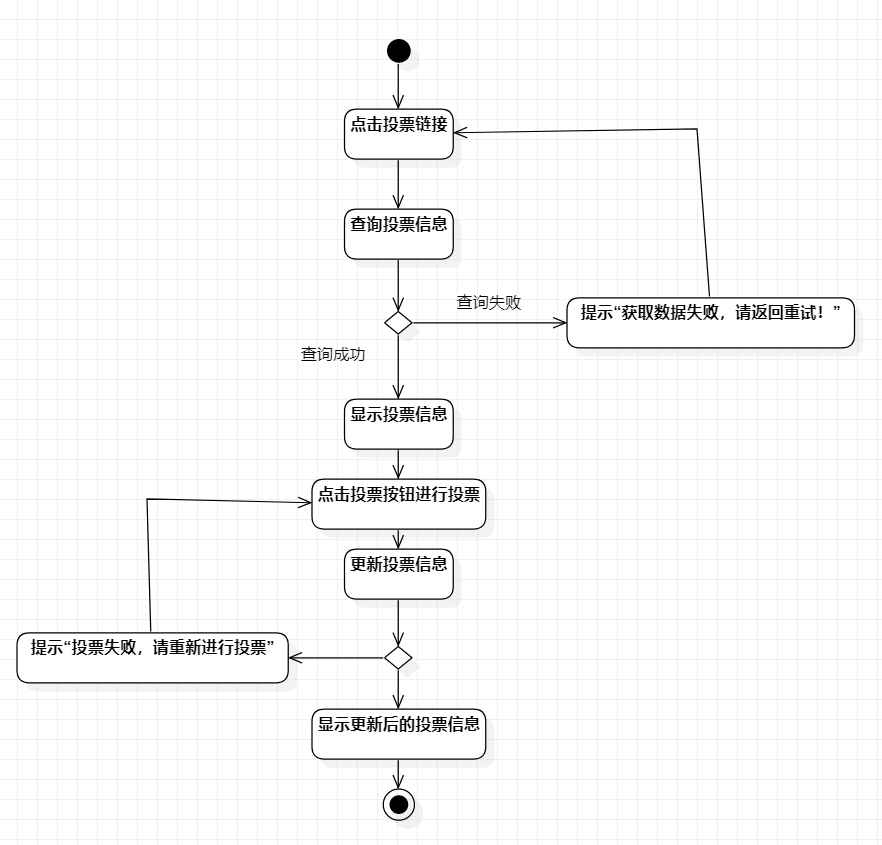 点击投票链接
查询投票信息
查询失败
提示“获取数据失败，请返回重试！”
查询成功
显示投票信息
点击投票按钮进行投票
更新投票信息
提示“投票失败，请重新进行投票”
显示更新后的投票信息